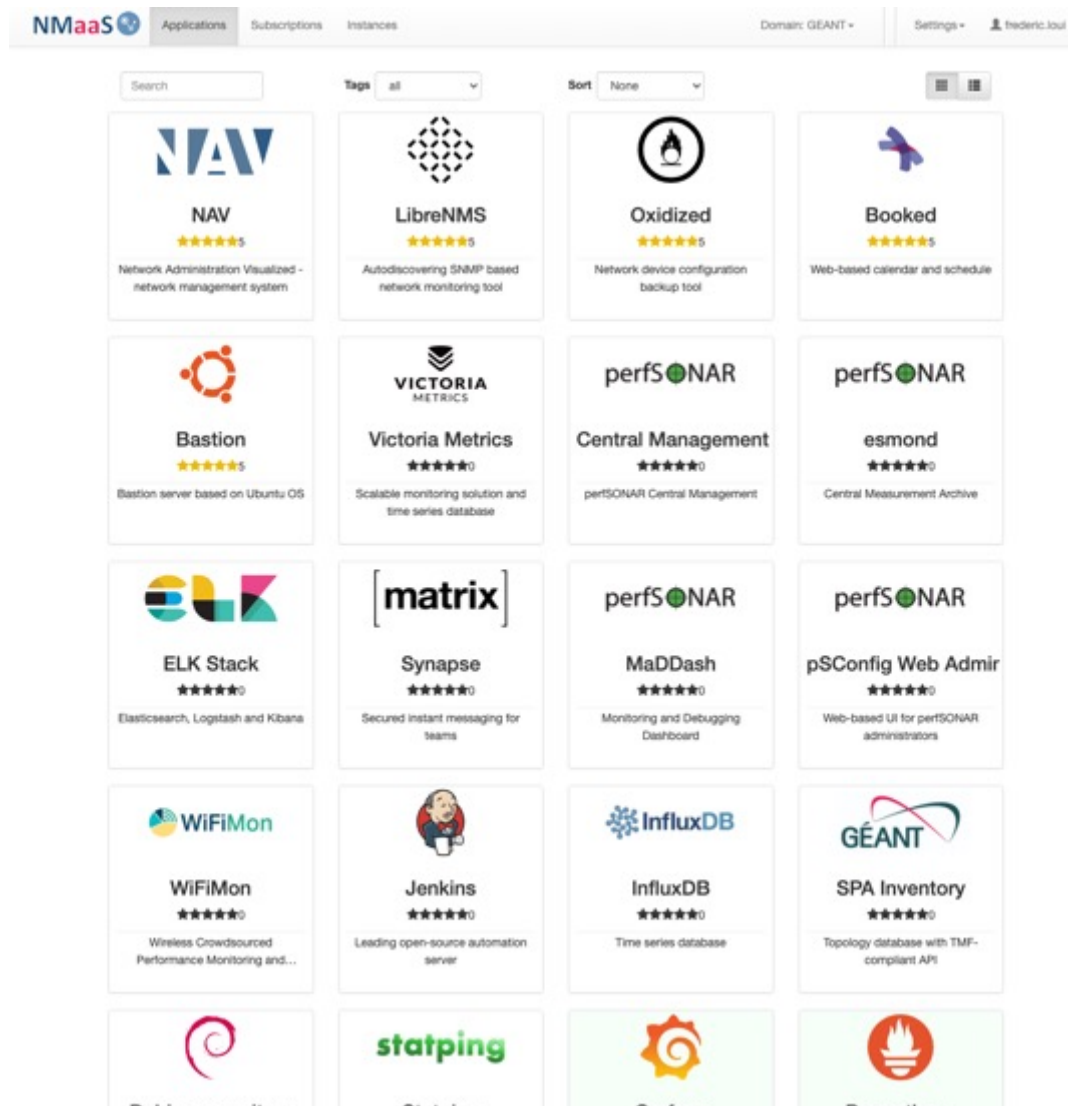 NMaaS Applications Subscriptions Instances Domain: GEANT Settings frederic.loui
Search Tags all Sort None
NAV
NAV
5
Network Administration Visualized -
network management system
LibreNMS
5
Autodiscovering SNMP based
network monitoring tool
Oxidized
5
Network device configuration
backup tool
Booked
5
Web-based calendar and schedule
Bastion
5
Bastion server based on Ubuntu OS
VICTORIA
METRICS
Victoria Metrics
0
Scalable monitoring solution and
time series database
perfSONAR
Central Management
0
perfSONAR Central Management
perfSONAR
esmond
0
Central Measurement Archive
ELK
ELK Stack
0
Elasticsearch, Logstash and Kibana
[matrix]
Synapse
0
Secured instant messaging for
teams
perfSONAR
MaDDash
0
Monitoring and Debugging
Dashboard
perfSONAR
pSConfig Web Admir
0
Web-based UI for perfSONAR
administrators
WiFiMon
WiFiMon
0
Wireless Crowdsourced
Performance Monitoring and...
Jenkins
0
Leading open-source automation
server
InfluxDB
InfluxDB
0
Time series database
GÉANT
SPA Inventory
0
Topology database with TMF-
compliant API
statping